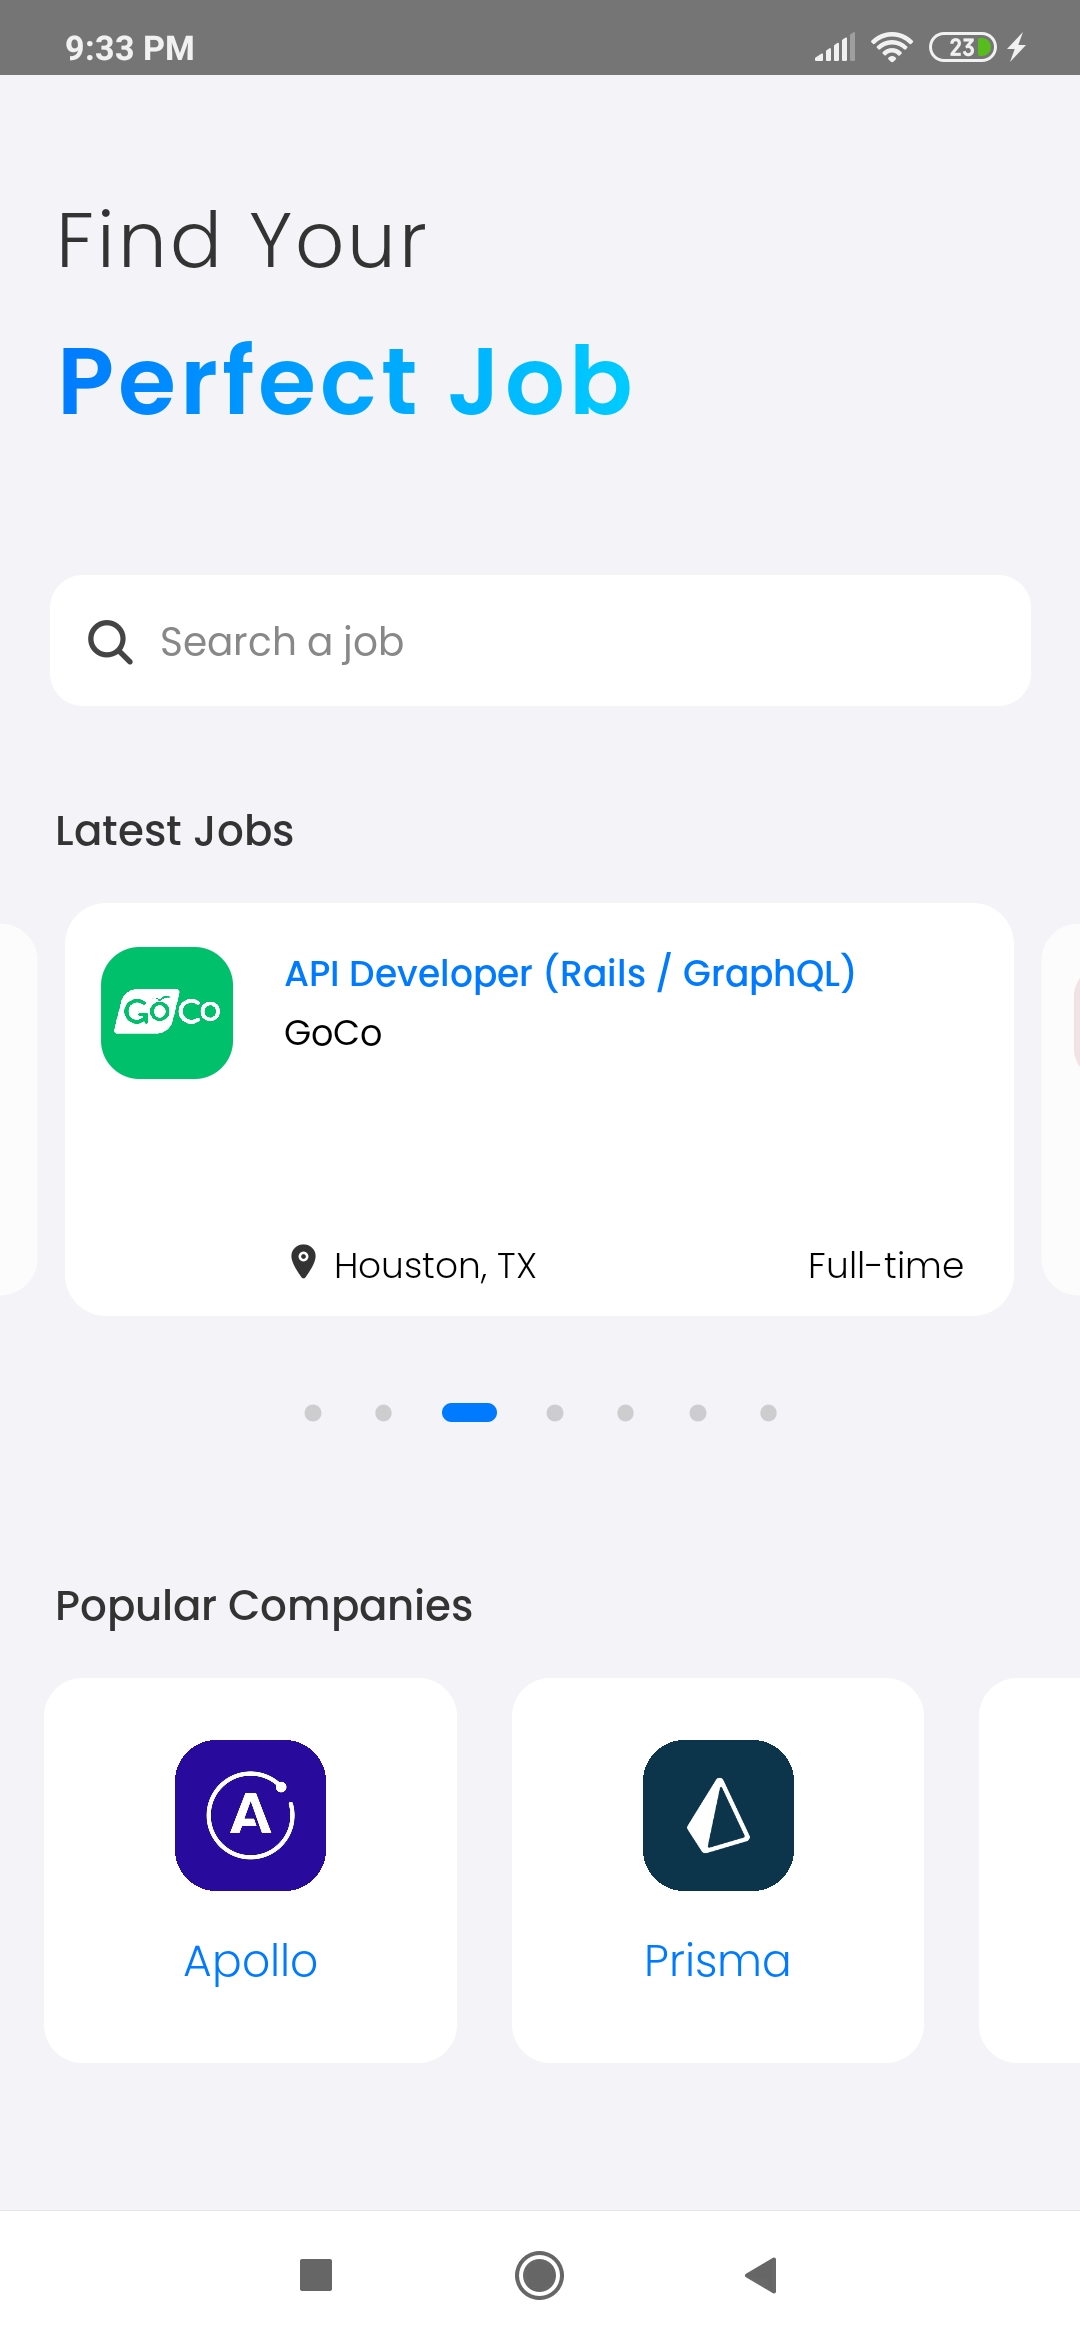 9:33 PM
23
Find Your
Perfect Job
Search a job
Latest Jobs
GoCo
API Developer (Rails / GraphQL)
GoCo
Houston, TX
Full-time
Popular Companies
A
Apollo
Prisma